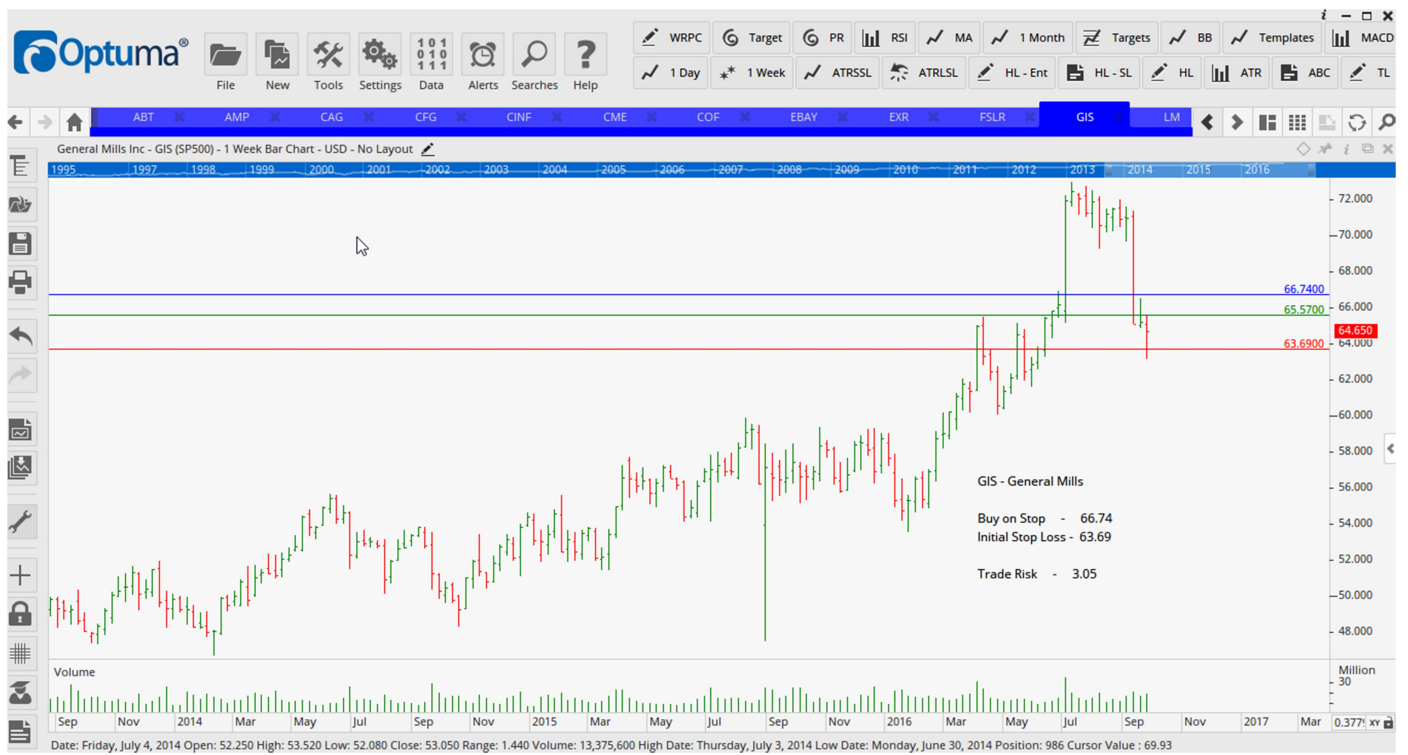 i
Optuma®
File New Tools Settings Data Alerts Searches Help
101
010
111
WRPC Target PR RSI MA 1 Month Targets BB Templates MACD
1 Day 1 Week ATRSSL ATRLSL HL - Ent HL - SL HL ATR ABC TL
ABT AMP CAG CFG CINF CME COF EBAY EXR FSLR GIS LM
General Mills Inc - GIS (SP500) - 1 Week Bar Chart - USD - No Layout
1995 1997 1998 1999 2000 2001 2002 2003 2004 2005 2006 2007 2008 2009 2010 2011 2012 2013 2014 2015 2016
72.000
70.000
68.000
66.7400
66.000
65.5700
64.650
64.000
63.6900
62.000
60.000
58.000
56.000
54.000
52.000
50.000
48.000
GIS - General Mills
Buy on Stop - 66.74
Initial Stop Loss - 63.69
Trade Risk - 3.05
Volume
Million
30
Sep Nov 2014 Mar May Jul Sep Nov 2015 Mar May Jul Sep Nov 2016 Mar May Jul Sep Nov 2017 Mar
XY
Date: Friday, July 4, 2014 Open: 52.250 High: 53.520 Low: 52.080 Close: 53.050 Range: 1.440 Volume: 13,375,600 High Date: Thursday, July 3, 2014 Low Date: Monday, June 30, 2014 Position: 986 Cursor Value : 69.93